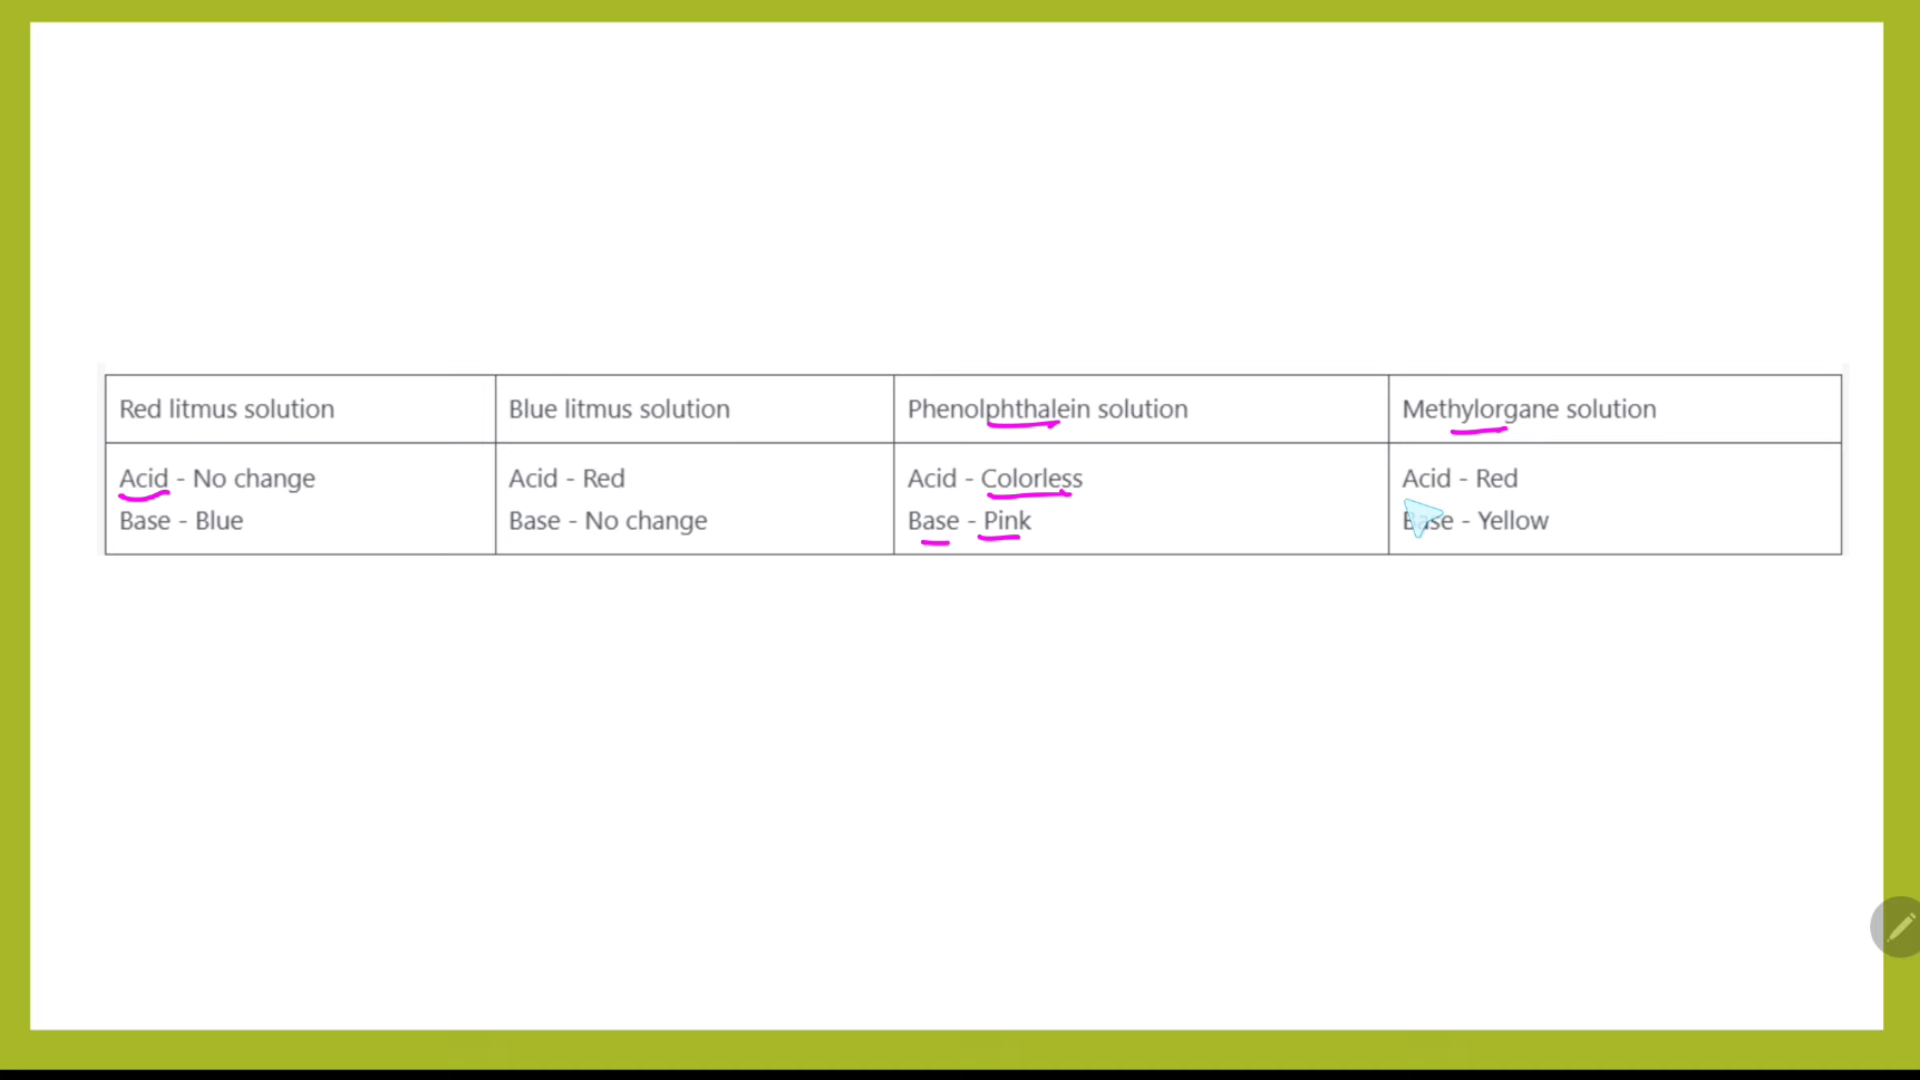 Red litmus solution
Blue litmus solution
Phenolphthalein solution
Methylorgane solution
Acid - No change
Base - Blue
Acid - Red
Base - No change
Acid - Colorless
Base - Pink
Acid - Red
Base - Yellow